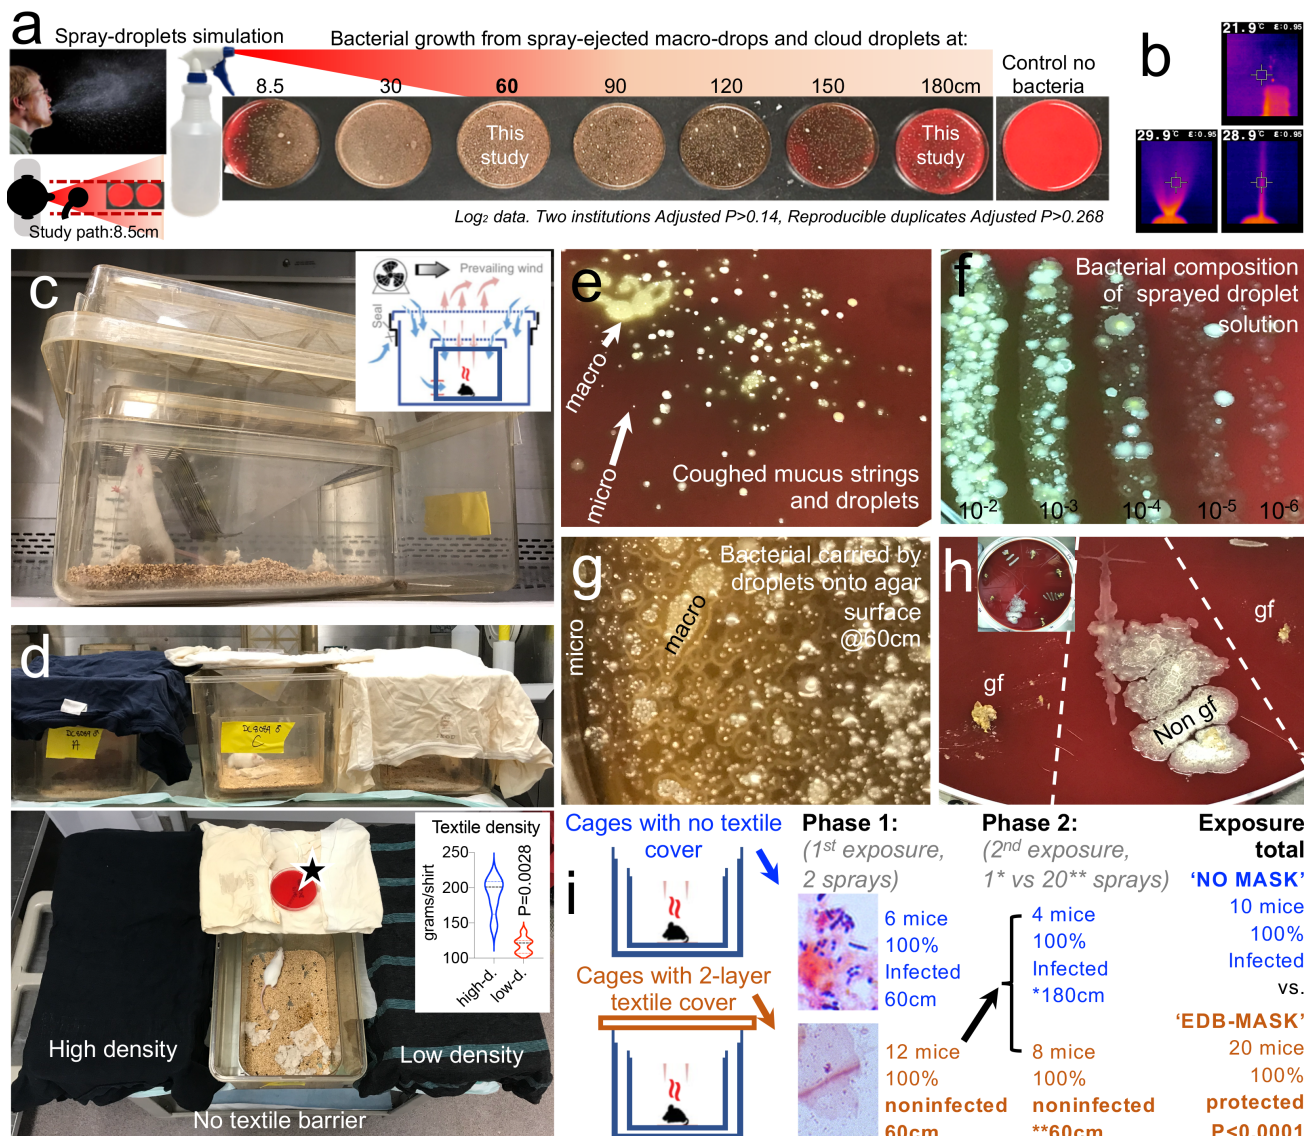 a
Spray-droplets simulation
Bacterial growth from spray-ejected macro-drops and cloud droplets at:
8.5 30 60 90 120 150 180cm
Control no
bacteria
This
study
This
study
Study path:8.5cm
Log2 data. Two institutions Adjusted P>0.14, Reproducible duplicates Adjusted P>0.268
b
21.9℃ ε:0.95
29.9℃ ε:0.95
28.9℃ ε:0.95
c
Prevailing wind
Seal
d
DC8089 ♂
A
DC8089 ♂
C
High density
Low density
No textile barrier
Textile density
grams/shirt
250
200
150
100
P=0.0028
high-d.
low-d.
e
macro
micro
Coughed mucus strings
and droplets
f
Bacterial composition
of sprayed droplet
solution
10-2 10-3 10-4 10-5 10-6
g
Bacterial carried by
droplets onto agar
surface
@60cm
micro
macro
h
gf
gf
Non gf
i
Cages with no textile
cover
Cages with 2-layer
textile cover
Phase 1:
(1st exposure,
2 sprays)
6 mice
100%
Infected
60cm
12 mice
100%
noninfected
60cm
Phase 2:
(2nd exposure,
1* vs 20** sprays)
4 mice
100%
Infected
*180cm
8 mice
100%
noninfected
**60cm
Exposure
total
‘NO MASK’
10 mice
100%
Infected
vs.
‘EDB-MASK’
20 mice
100%
protected
P<0.0001